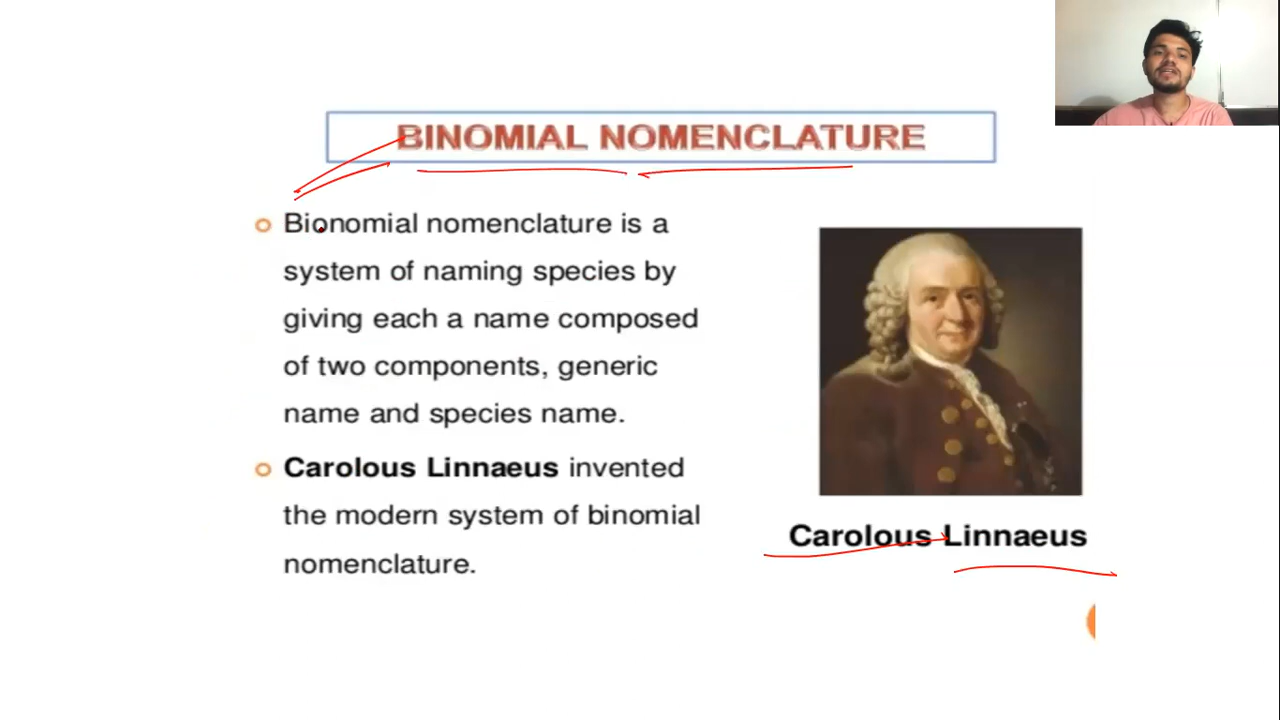 BINOMIAL NOMENCLATURE
Bionomial nomenclature is a
system of naming species by
giving each a name composed
of two components, generic
name and species name.
Carolous Linnaeus invented
the modern system of binomial
nomenclature.
Carolous Linnaeus